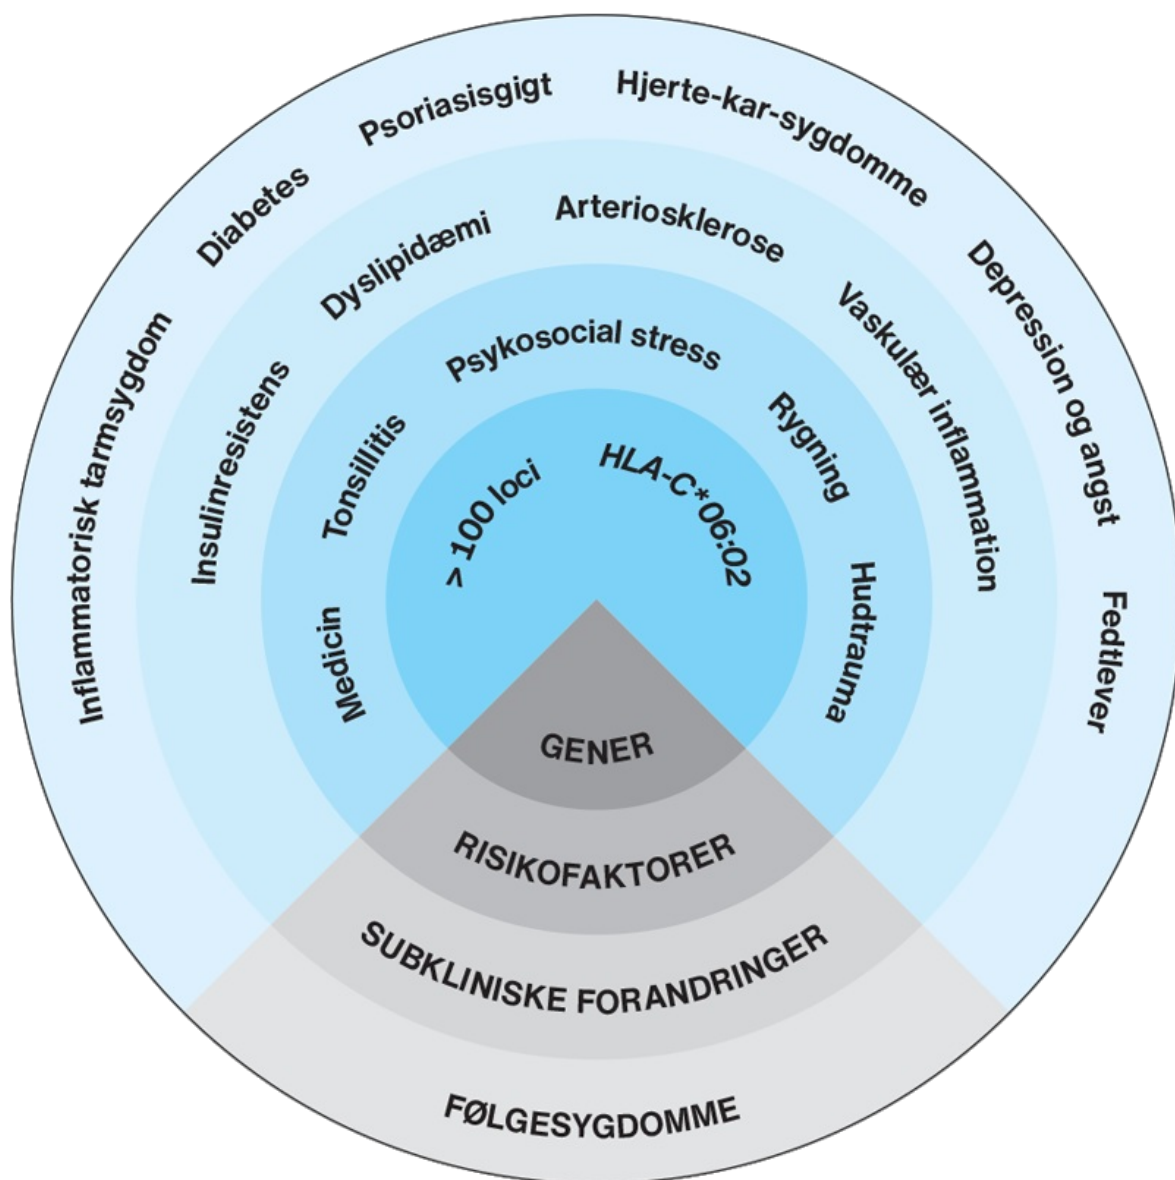 Inflammatorisk tarmsygdom
Diabetes
Psoriasisgigt
Hjerte-kar-sygdomme
Depression og angst
Fedtlever
Insulinresistens
Dyslipidæmi
Arteriosklerose
Vaskulær inflammation
Medicin
Tonsillitis
Psykosocial stress
Rygning
Hudtrauma
> 100 loci
HLA-C*06:02
GENER
RISIKOFAKTORER
SUBKLINISKE FORANDRINGER
FØLGESYGDOMME